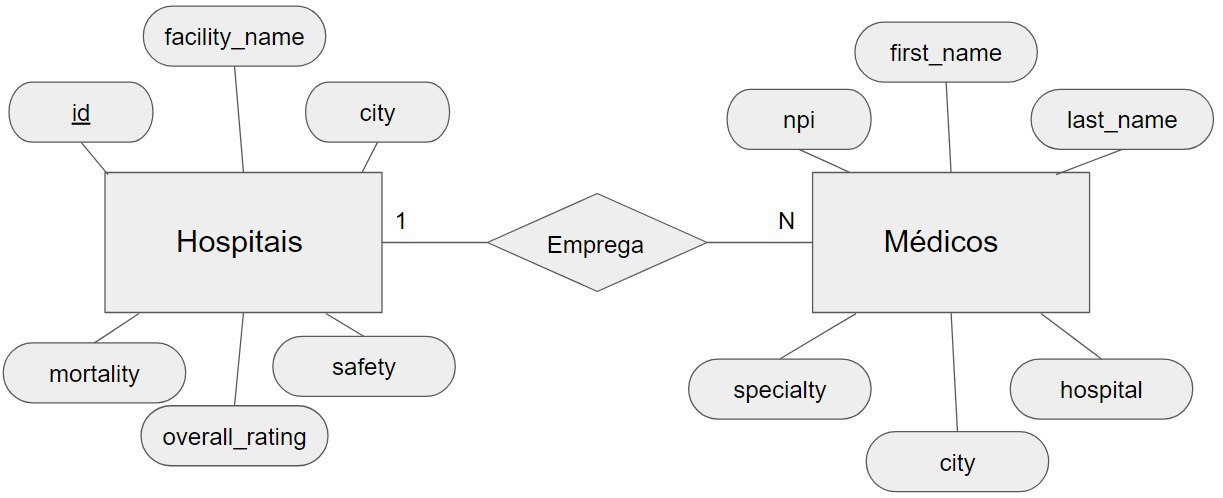 facility_name
id
city
Hospitais
mortality
overall_rating
safety
1
Emprega
N
first_name
npi
last_name
Médicos
specialty
city
hospital